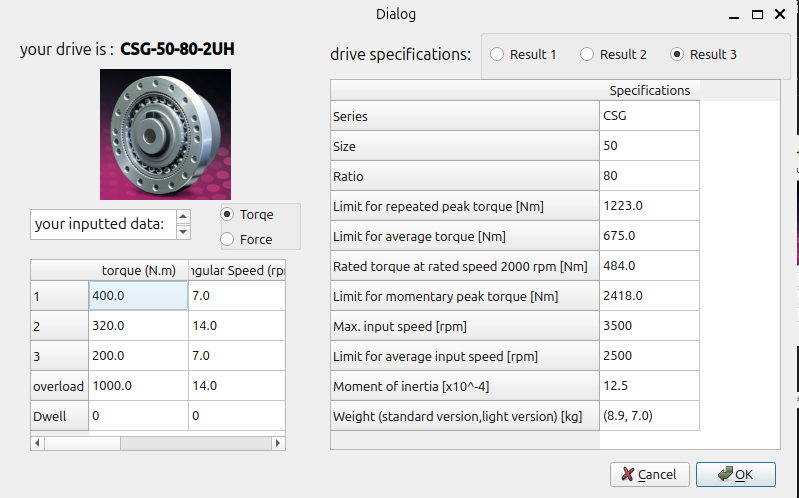 Dialog
your drive is : CSG-50-80-2UH
drive specifications:
Result 1
Result 2
Result 3
your inputted data:
Torqe
Force
torque (N.m) ngular Speed (rpr
1 400.0 7.0
2 320.0 14.0
3 200.0 7.0
overload 1000.0 14.0
Dwell 0 0
Specifications
Series CSG
Size 50
Ratio 80
Limit for repeated peak torque [Nm] 1223.0
Limit for average torque [Nm] 675.0
Rated torque at rated speed 2000 rpm [Nm] 484.0
Limit for momentary peak torque [Nm] 2418.0
Max. input speed [rpm] 3500
Limit for average input speed [rpm] 2500
Moment of inertia [x10^-4] 12.5
Weight (standard version,light version) [kg] (8.9, 7.0)
Cancel
OK